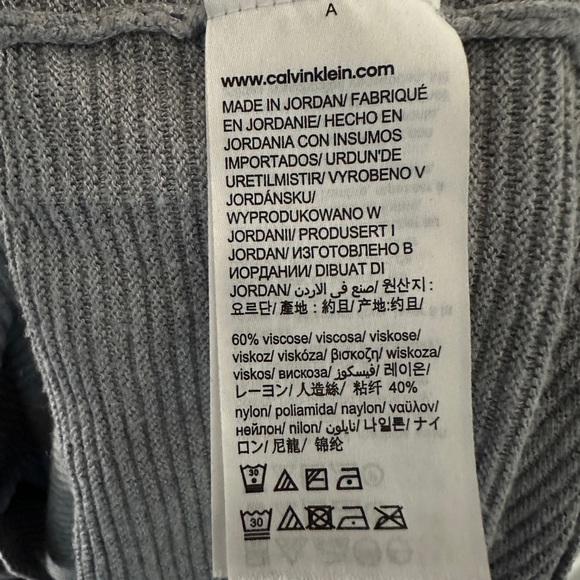 A
www.calvinklein.com
MADE IN JORDAN/ FABRIQUÉ
EN JORDANIE/ HECHO EN
JORDANIA CON INSUMOS
IMPORTADOS/ URDUN'DE
URETILMISTIR/ VYROBENO V
JORDÁNSKU/
WYPRODUKOWANO W
JORDANII/ PRODUSERT I
JORDAN/ ИЗГОТОВЛЕНО В
ИОРДАНИИ/ DIBUAT DI
JORDAN/ صنع في الاردن/ 원산지 :
요르단/ 產地 : 約旦/ 产地:约旦/
60% viscose/ viscosa/ viskose/
viskoz/ viskóza/ βισκοζη/ wiskoza/
viskos/ вискоза/ فيسكوز/ 레이온/
レーヨン/ 人造絲/ 粘纤 40%
nylon/ poliamida/ naylon/ ναϋλον/
нейлон/ nilon/ نايلون/ 나일론/ ナイ
ロン/ 尼龍/ 锦纶
30
30